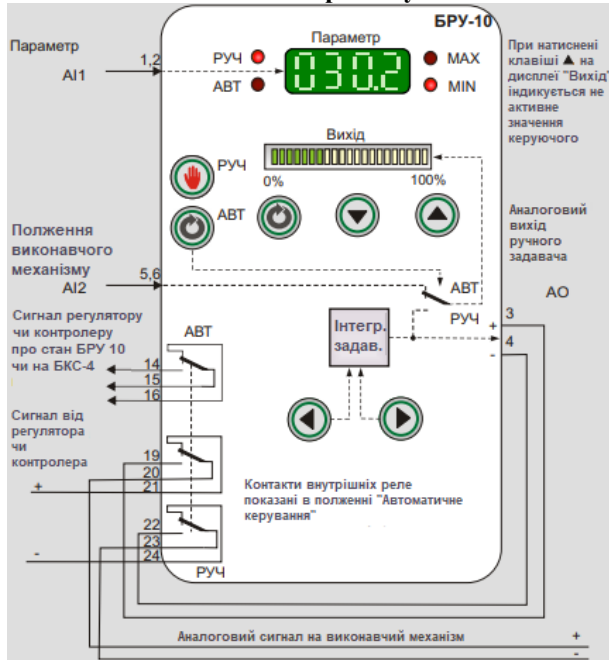 БРУ-10
Параметр
Параметр
AI1
1,2
РУЧ
АВТ
030.2
MAX
MIN
При натиснені
клавіші ▲ на
дисплеї "Вихід"
індикується не
активне
значення
керуючого
Вихід
0%
100%
РУЧ
АВТ
Аналоговий
вихід
ручного
задавача
АО
Полження
виконавчого
механізму
AI2
5,6
АВТ
РУЧ
3
+
4
-
Інтегр.
задав.
Сигнал регулятору
чи контролеру
про стан БРУ 10
чи на БКС-4
АВТ
14
15
16
Сигнал від
регулятора
чи
контролера
+
19
20
21
-
22
23
24
РУЧ
Контакти внутрішніх реле
показані в полженні "Автоматичне
керування"
Аналоговий сигнал на виконавчий механізм
+
-